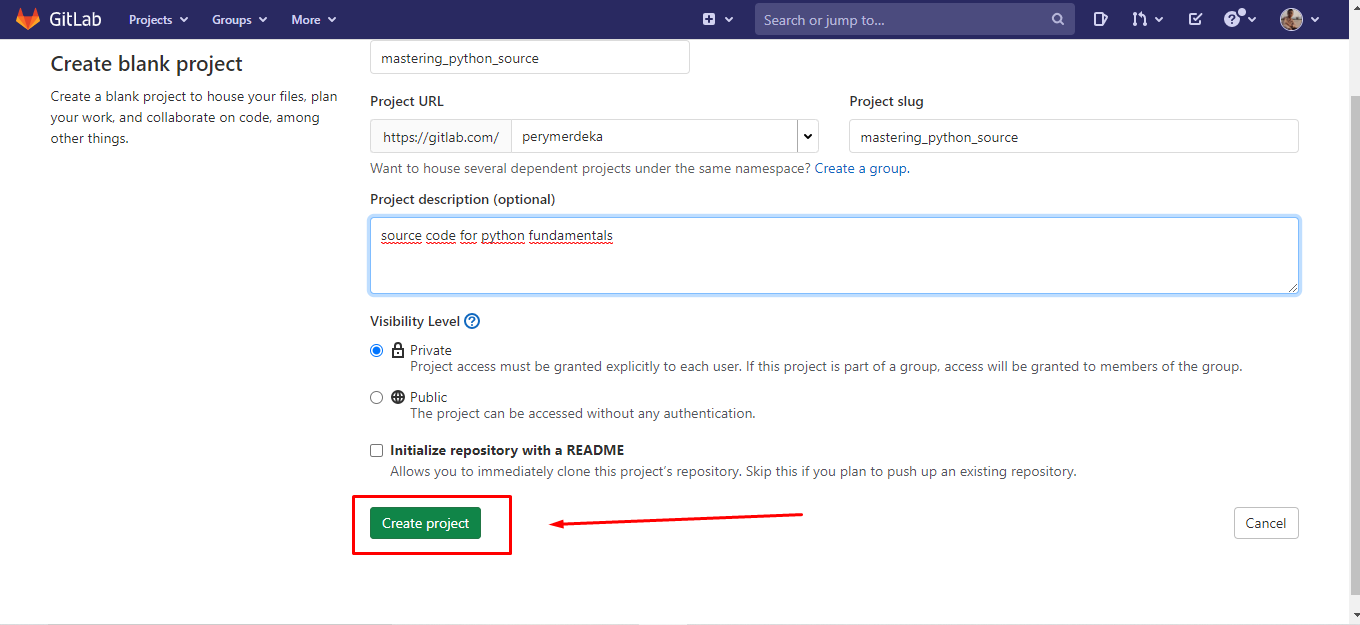 GitLab Projects Groups More Search or jump to...
Create blank project
Create a blank project to house your files, plan
your work, and collaborate on code, among
other things.
mastering_python_source
Project URL
Project slug
https://gitlab.com/ perymerdeka
mastering_python_source
Want to house several dependent projects under the same namespace? Create a group.
Project description (optional)
source code for python fundamentals
Visibility Level
Private
Project access must be granted explicitly to each user. If this project is part of a group, access will be granted to members of the group.
Public
The project can be accessed without any authentication.
Initialize repository with a README
Allows you to immediately clone this project's repository. Skip this if you plan to push up an existing repository.
Create project
Cancel